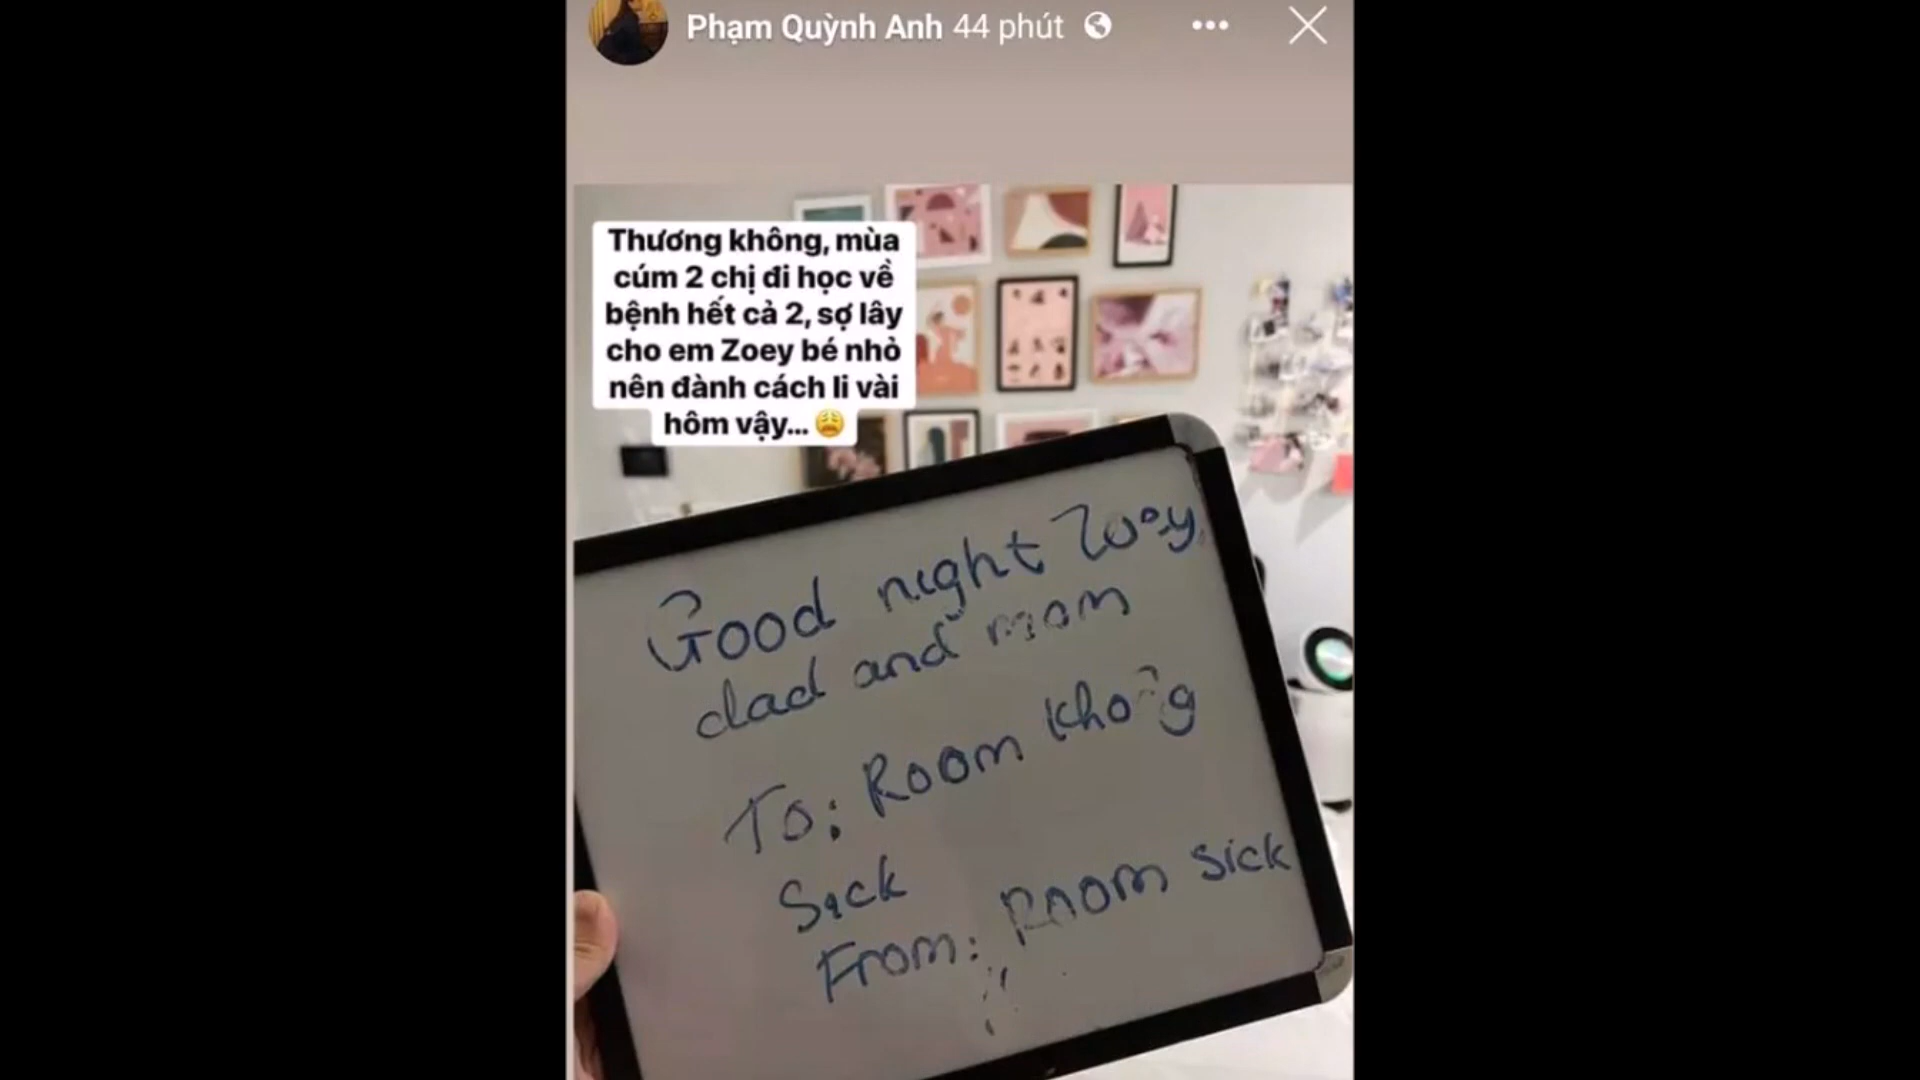 Phạm Quỳnh Anh 44 phút
Thương không, mùa
cúm 2 chị đi học về
bệnh hết cả 2, sợ lây
cho em Zoey bé nhỏ
nên đành cách li vài
hôm vậy... 😩
Good night Zoey,
dad and mom
To: Room không
Sick
From: Room sick